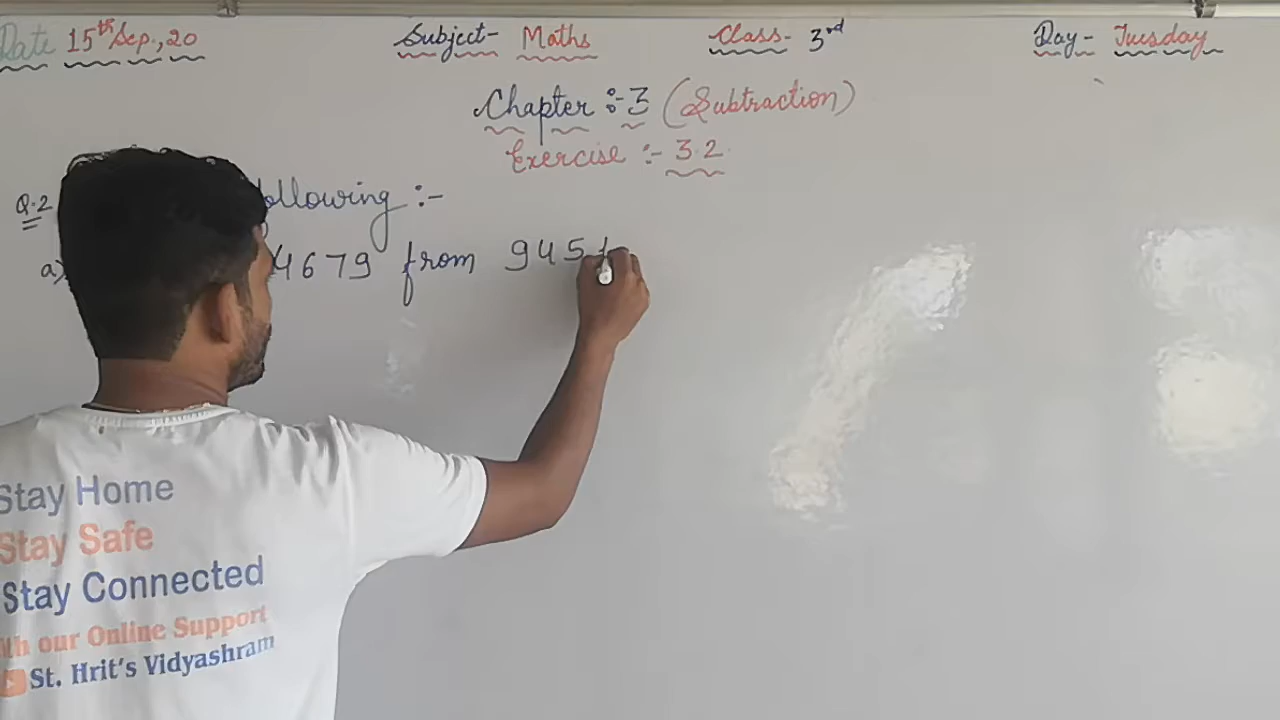 Date 15th Sep., 20 Subject- Maths Class- 3rd Day- Tuesday
Chapter :- 3 (Subtraction)
Exercise :- 3.2
Q.2 following :-
a) 4679 from 945
Stay Home
Stay Safe
Stay Connected
with our Online Support
St. Hrit's Vidyashram